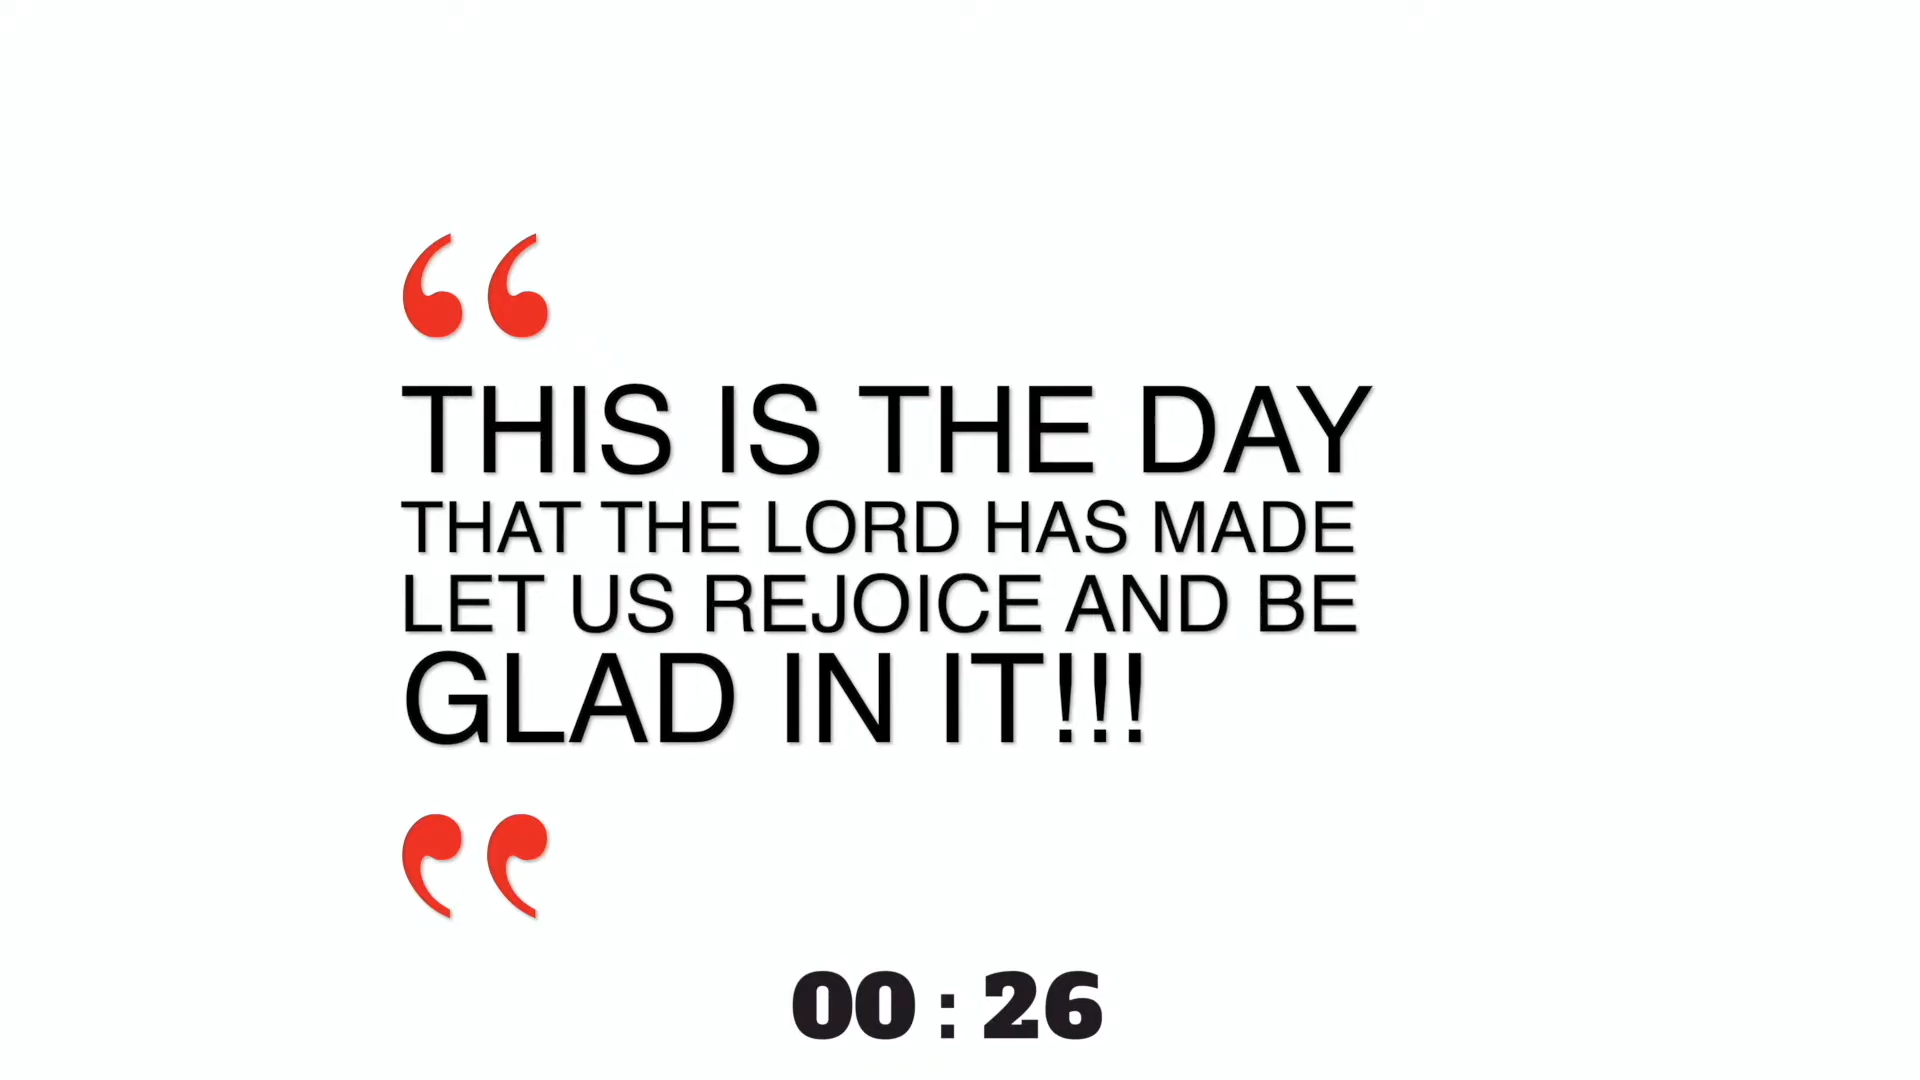 “
THIS IS THE DAY
THAT THE LORD HAS MADE
LET US REJOICE AND BE
GLAD IN IT!!!
”
00 : 26